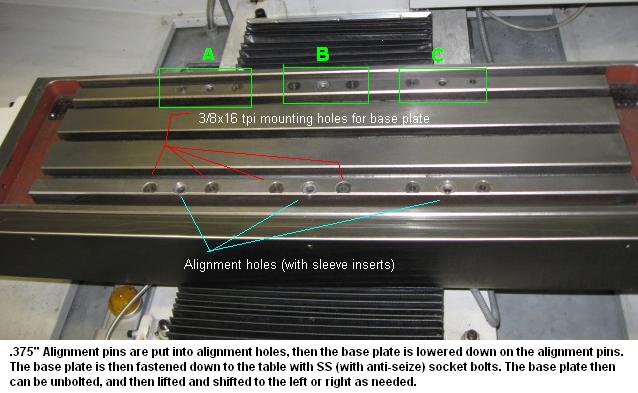 A
B
C
3/8x16 tpi mounting holes for base plate
Alignment holes (with sleeve inserts)
.375" Alignment pins are put into alignment holes, then the base plate is lowered down on the alignment pins.
The base plate is then fastened down to the table with SS (with anti-seize) socket bolts. The base plate then
can be unbolted, and then lifted and shifted to the left or right as needed.